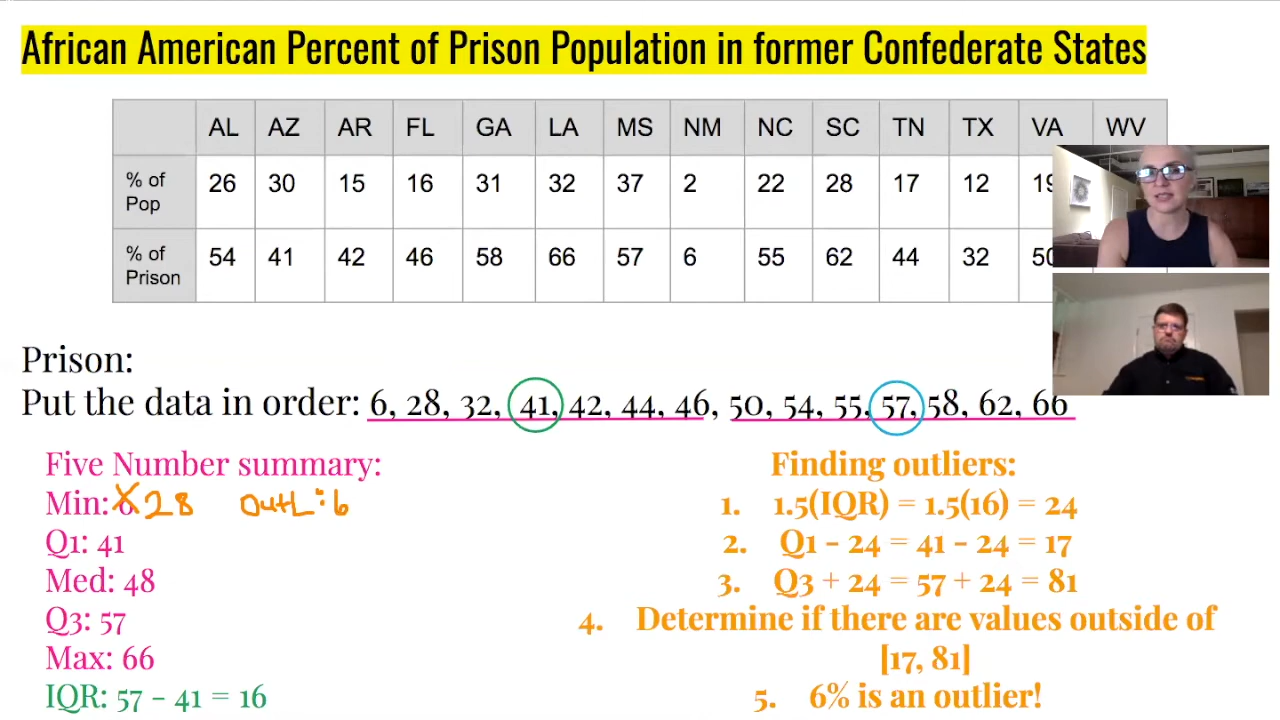 African American Percent of Prison Population in former Confederate States
AL AZ AR FL GA LA MS NM NC SC TN TX VA WV
% of Pop 26 30 15 16 31 32 37 2 22 28 17 12
% of Prison 54 41 42 46 58 66 57 6 55 62 44 32
Prison:
Put the data in order: 6, 28, 32, 41, 42, 44, 46, 50, 54, 55, 57, 58, 62, 66
Five Number summary:
Min: 6 28 OutL: 6
Q1: 41
Med: 48
Q3: 57
Max: 66
IQR: 57 - 41 = 16
Finding outliers:
1. 1.5(IQR) = 1.5(16) = 24
2. Q1 - 24 = 41 - 24 = 17
3. Q3 + 24 = 57 + 24 = 81
4. Determine if there are values outside of
[17, 81]
5. 6% is an outlier!